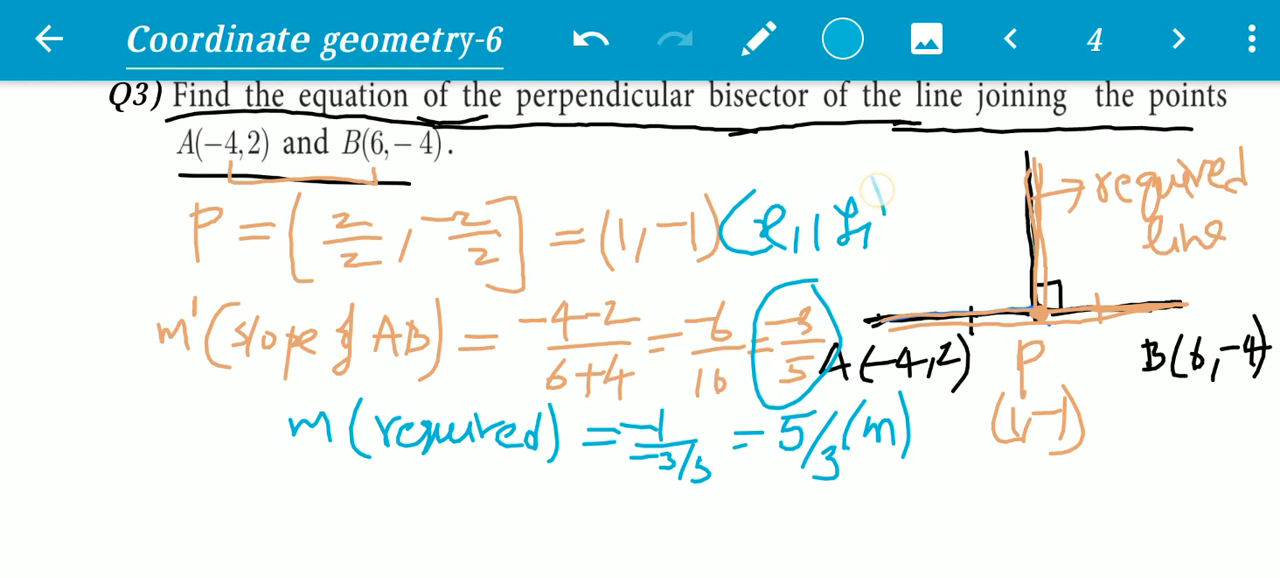 Coordinate geometry-6
4
Q3) Find the equation of the perpendicular bisector of the line joining the points
A(−4,2) and B(6,− 4).
P = [2/2, -2/2] = (1,-1) (x1, y1
required
line
m'(slope of AB) = -4-2/6+4 = -6/10 = -3/5
A(-4,2)
P
(1,-1)
B(6,-4)
m (required) = -1/-3/5 = 5/3 (m)